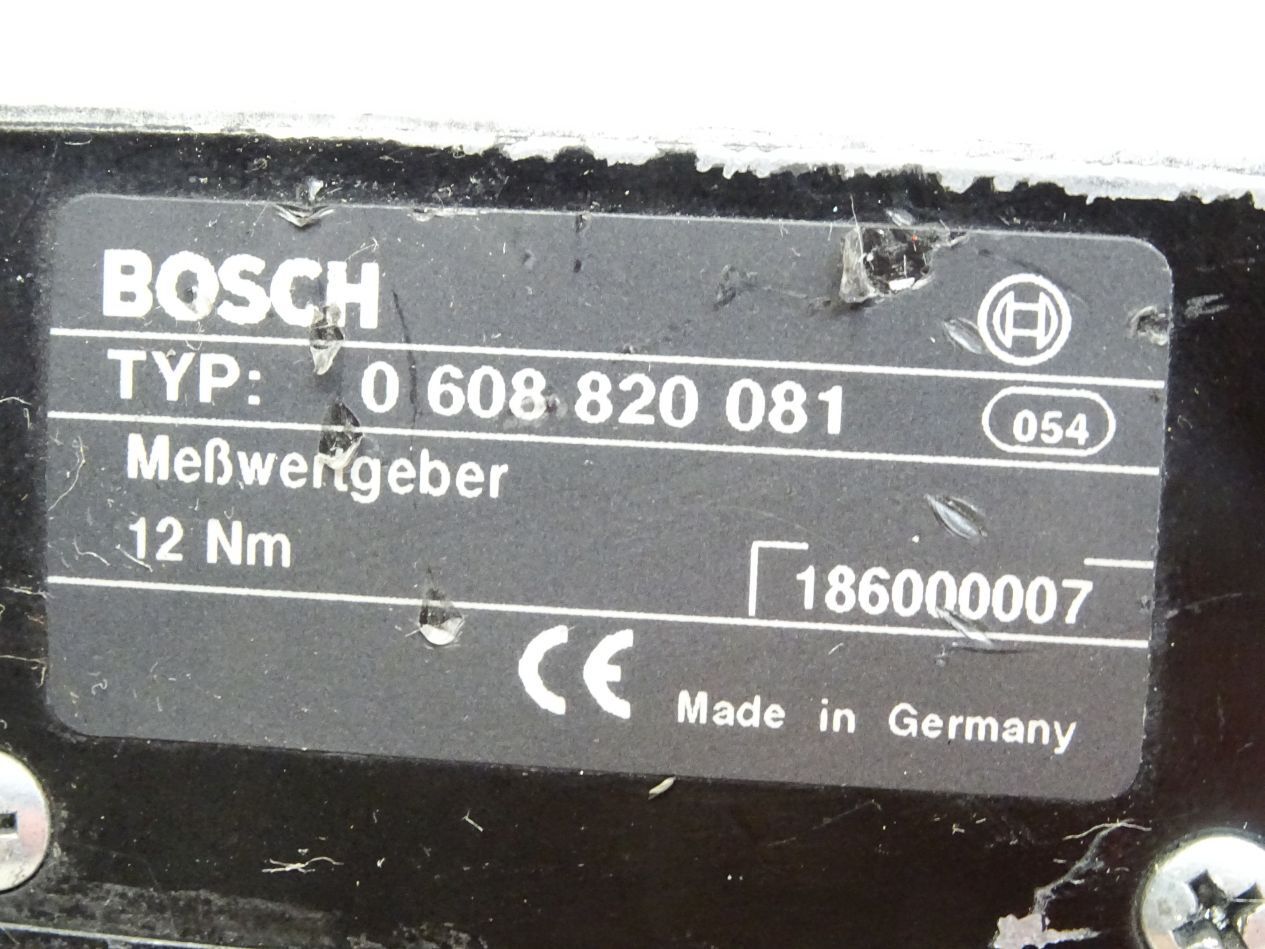 BOSCH
TYP: 0 608 820 081
054
Meßwertgeber
12 Nm
186000007
CE
Made in Germany